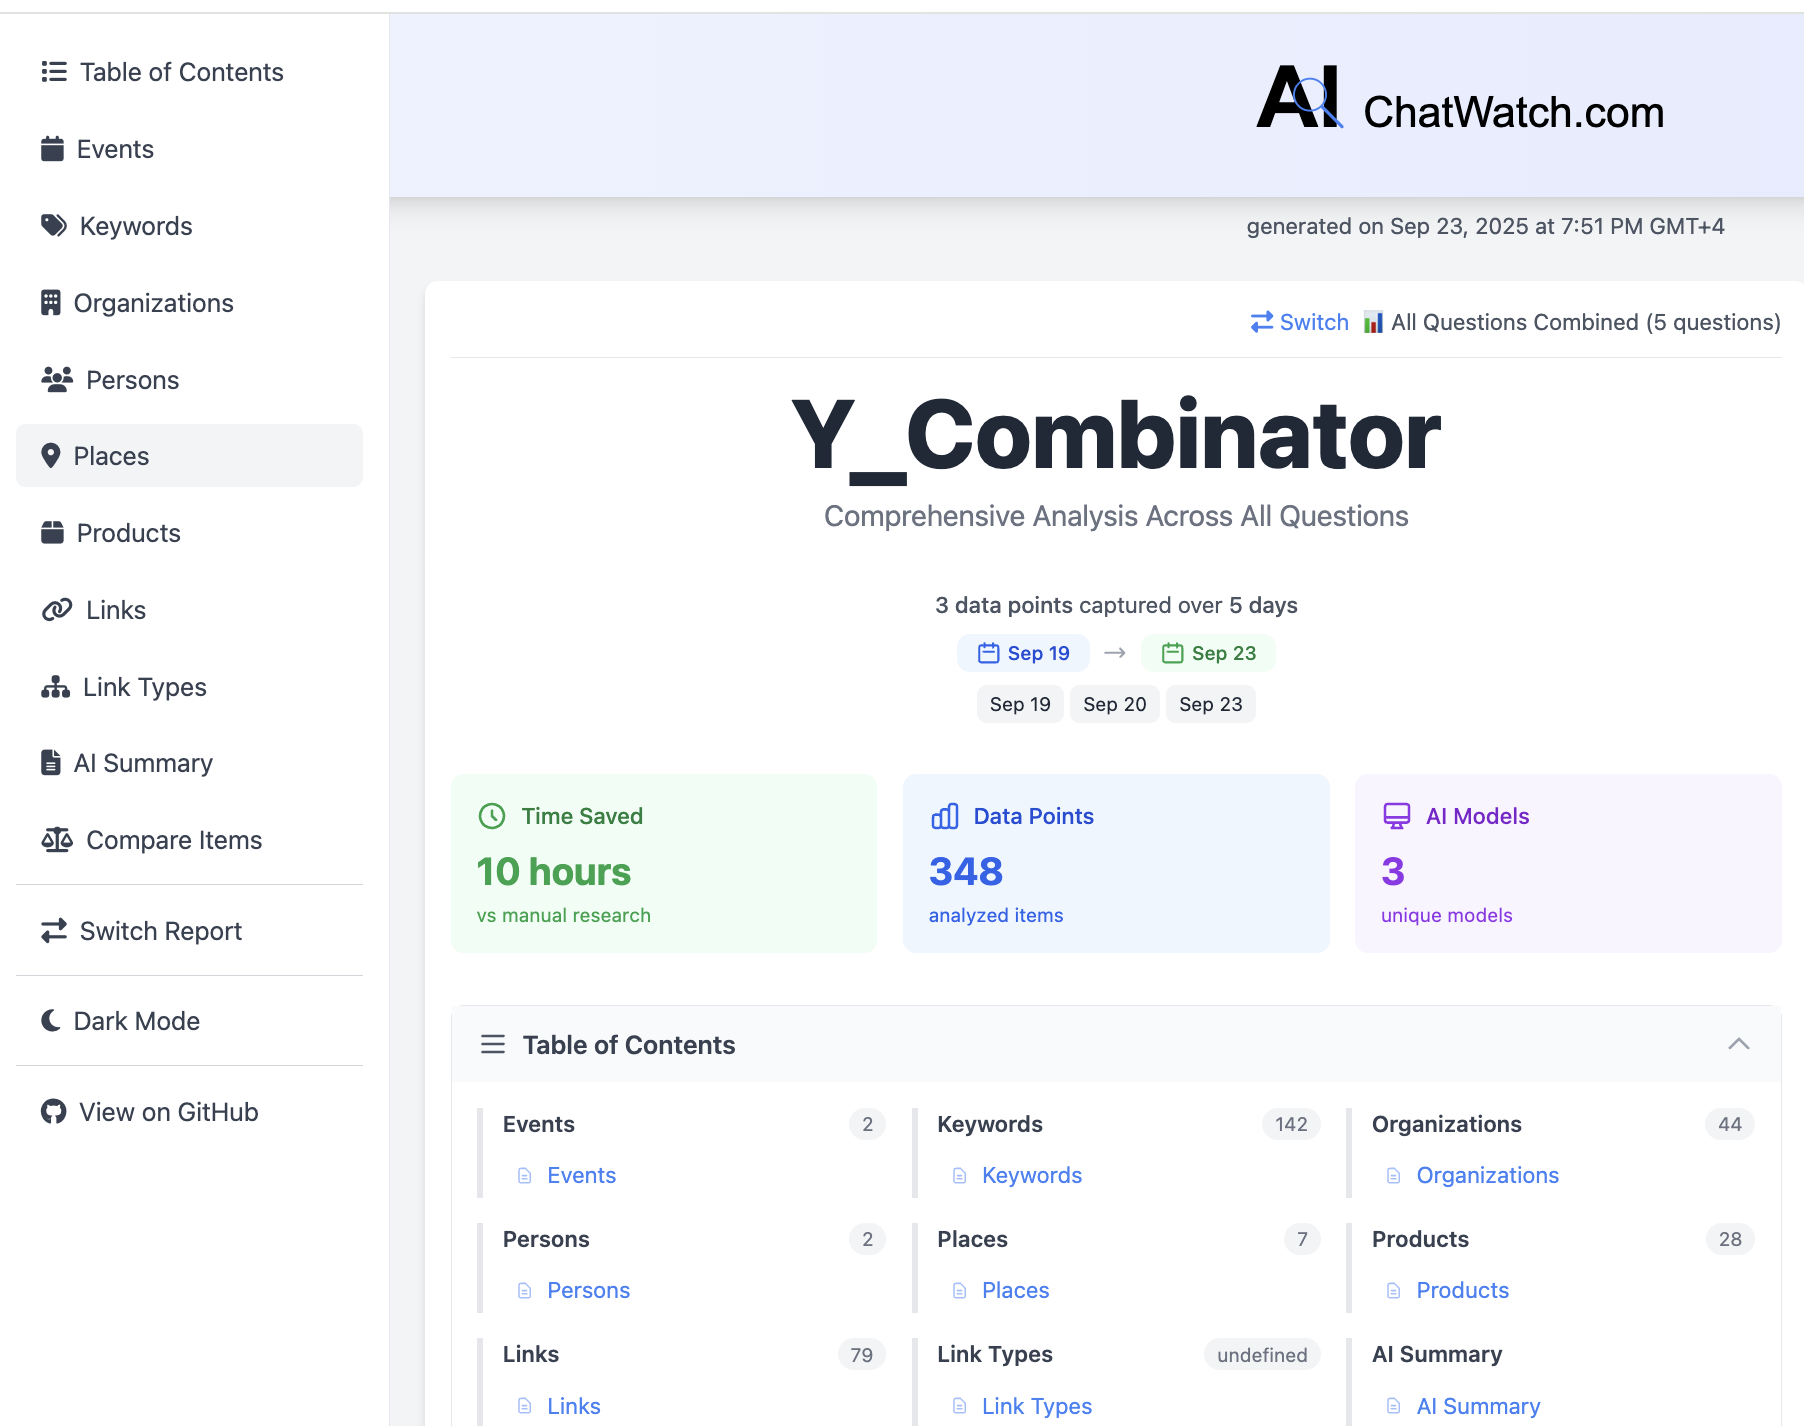 Table of Contents
Events
Keywords
Organizations
Persons
Places
Products
Links
Link Types
AI Summary
Compare Items
Switch Report
Dark Mode
View on GitHub
AI ChatWatch.com
generated on Sep 23, 2025 at 7:51 PM GMT+4
Switch All Questions Combined (5 questions)
Y_Combinator
Comprehensive Analysis Across All Questions
3 data points captured over 5 days
Sep 19 → Sep 23
Sep 19 Sep 20 Sep 23
Time Saved
10 hours
vs manual research
Data Points
348
analyzed items
AI Models
3
unique models
Table of Contents
Events 2
Events
Keywords 142
Keywords
Organizations 44
Organizations
Persons 2
Persons
Places 7
Places
Products 28
Products
Links 79
Links
Link Types undefined
Link Types
AI Summary
AI Summary